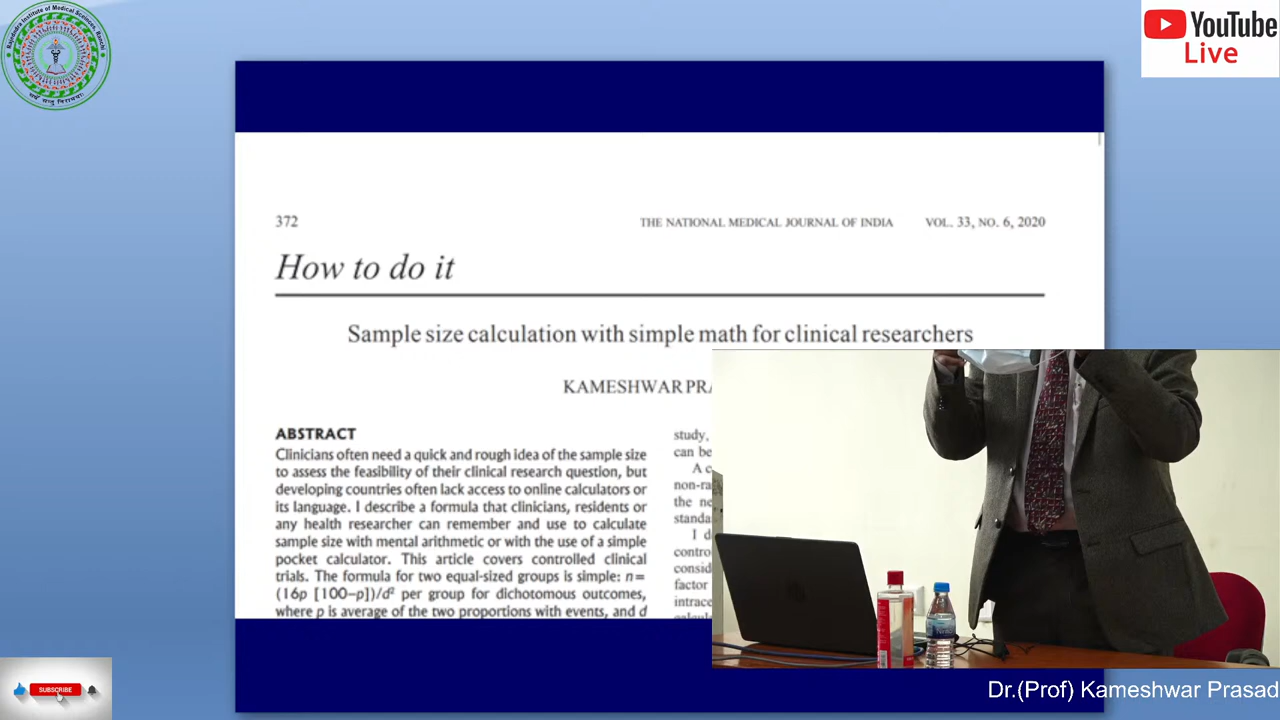 Rajendra Institute of Medical Sciences, Ranchi
YouTube
Live
372
THE NATIONAL MEDICAL JOURNAL OF INDIA
VOL. 33, NO. 6, 2020
How to do it
Sample size calculation with simple math for clinical researchers
KAMESHWAR PRA
ABSTRACT
Clinicians often need a quick and rough idea of the sample size
to assess the feasibility of their clinical research question, but
developing countries often lack access to online calculators or
its language. I describe a formula that clinicians, residents or
any health researcher can remember and use to calculate
sample size with mental arithmetic or with the use of a simple
pocket calculator. This article covers controlled clinical
trials. The formula for two equal-sized groups is simple: n=
(16p [100–p])/d² per group for dichotomous outcomes,
where p is average of the two proportions with events, and d
study,
can be
A c
non-ra
the ne
standa
I d
contro
consid
factor
intrace
SUBSCRIBE
Dr.(Prof) Kameshwar Prasad